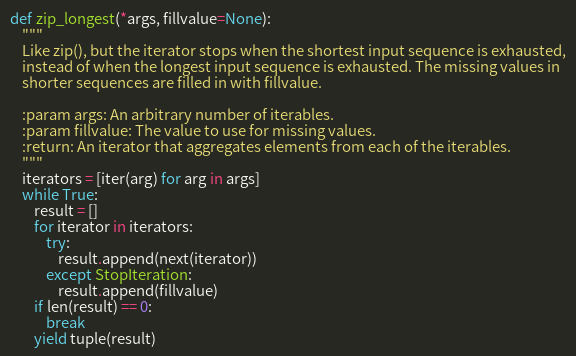 def zip_longest(*args, fillvalue=None):
    """
    Like zip(), but the iterator stops when the shortest input sequence is exhausted,
    instead of when the longest input sequence is exhausted. The missing values in
    shorter sequences are filled in with fillvalue.

    :param args: An arbitrary number of iterables.
    :param fillvalue: The value to use for missing values.
    :return: An iterator that aggregates elements from each of the iterables.
    """
    iterators = [iter(arg) for arg in args]
    while True:
        result = []
        for iterator in iterators:
            try:
                result.append(next(iterator))
            except StopIteration:
                result.append(fillvalue)
        if len(result) == 0:
            break
        yield tuple(result)